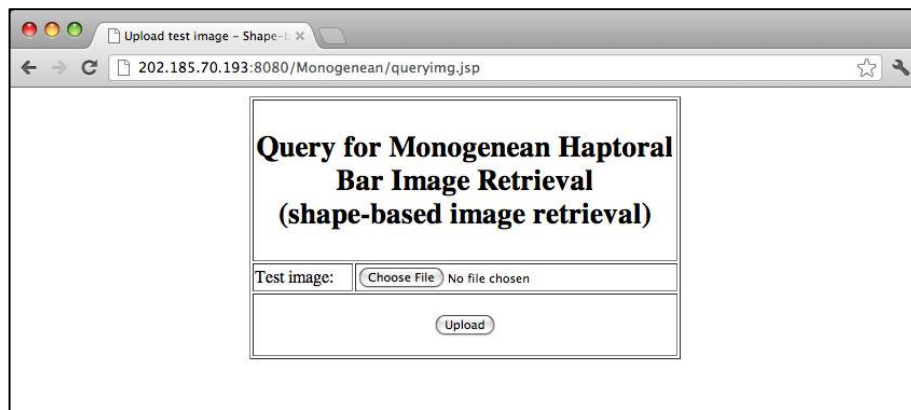 Upload test image – Shape-
202.185.70.193:8080/Monogenean/queryimg.jsp
Query for Monogenean Haptoral
Bar Image Retrieval
(shape-based image retrieval)
Test image: Choose File No file chosen
Upload